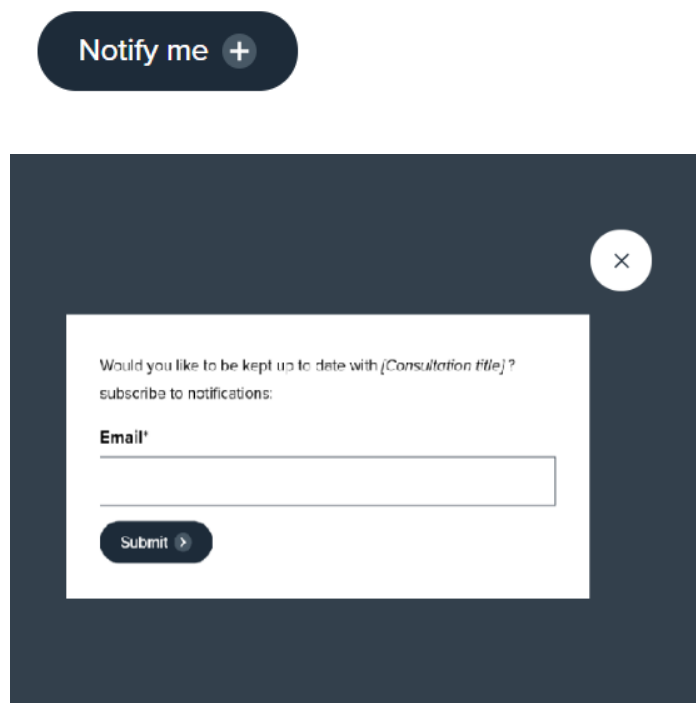 Notify me +
Would you like to be kept up to date with [Consultation title] ?
subscribe to notifications:
Email*
Submit